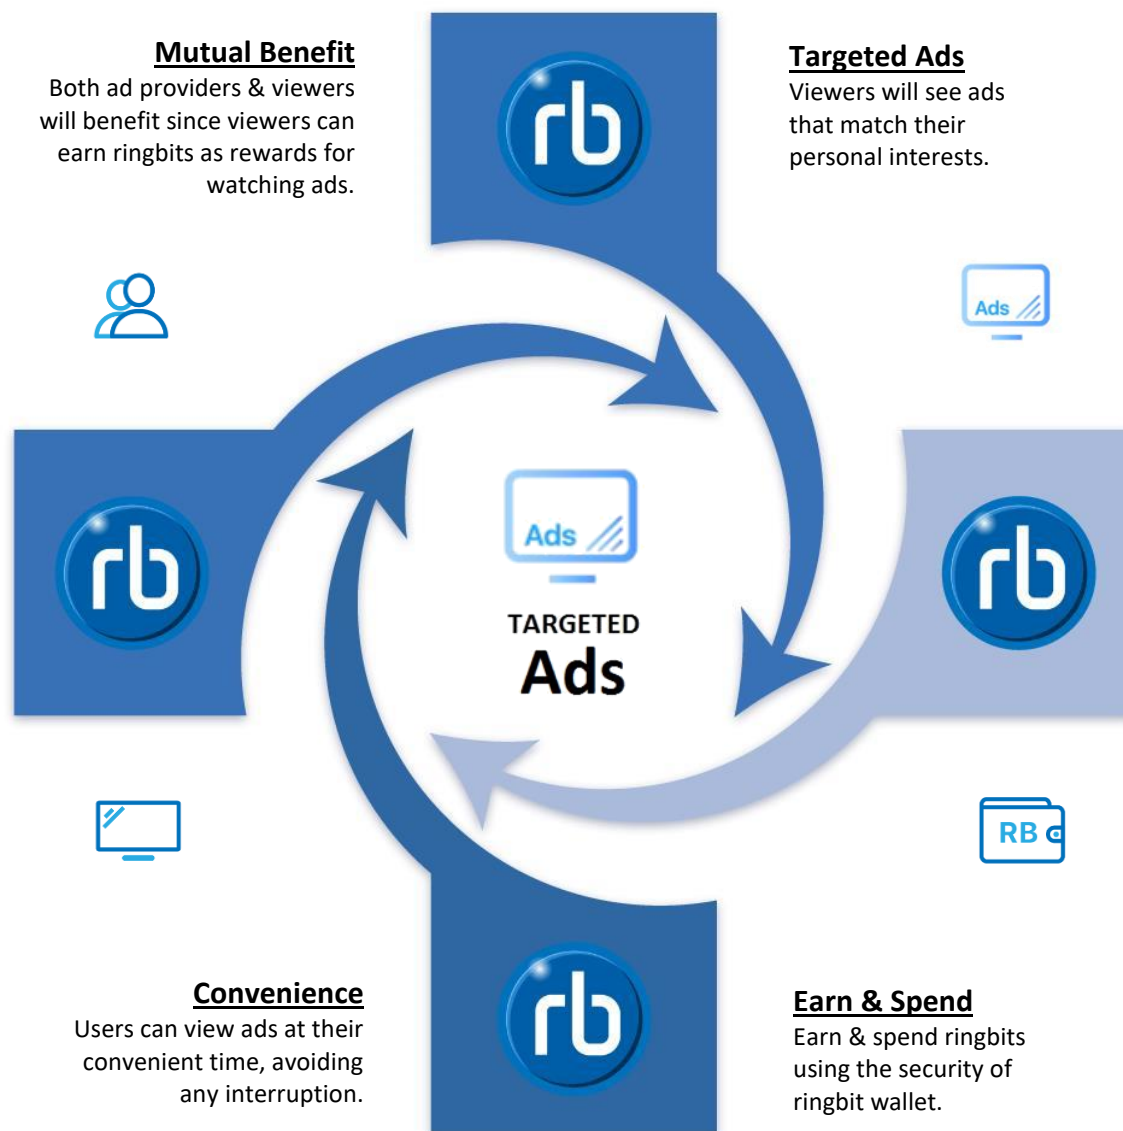 Mutual Benefit
Both ad providers & viewers
will benefit since viewers can
earn ringbits as rewards for
watching ads.
rb
Targeted Ads
Viewers will see ads
that match their
personal interests.
Ads
rb
Ads
TARGETED
Ads
rb
RB
Convenience
Users can view ads at their
convenient time, avoiding
any interruption.
rb
Earn & Spend
Earn & spend ringbits
using the security of
ringbit wallet.